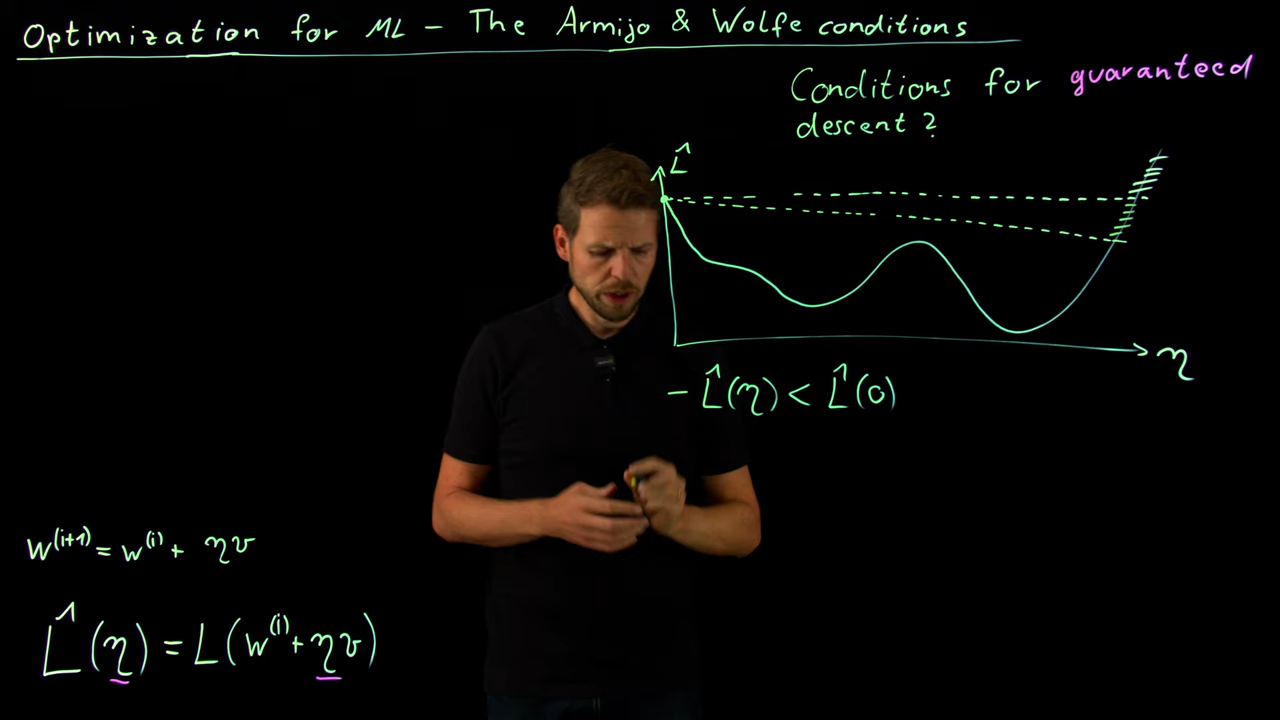 Optimization for ML – The Armijo & Wolfe conditions
Conditions for guaranteed
descent?
L̂
η
– L̂(η) < L̂(0)
w⁽ⁱ⁺¹⁾ = w⁽ⁱ⁾ + ηv
L̂(η) = L(w⁽ⁱ⁾ + ηv)